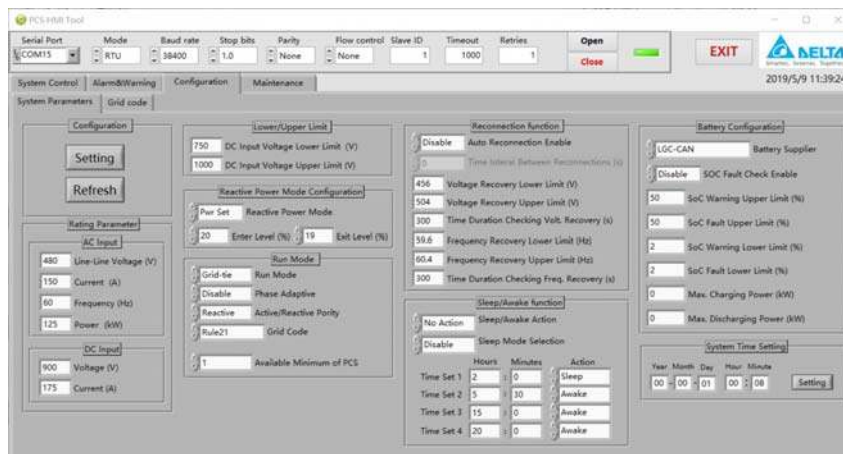 PCS-HMI Tool
Serial Port Mode Baud rate Stop bits Parity Flow control Slave ID Timeout Retries
COM15 RTU 38400 1.0 None None 1 1000 1
Open
Close
EXIT
DELTA
2019/5/9 11:39:24
System Control Alarm&Warning Configuration Maintenance
System Parameters Grid code
Configuration
Setting
Refresh
Rating Parameter
AC Input
480 Line-Line Voltage (V)
150 Current (A)
60 Frequency (Hz)
125 Power (kW)
DC Input
900 Voltage (V)
175 Current (A)
Lower/Upper Limit
750 DC Input Voltage Lower Limit (V)
1000 DC Input Voltage Upper Limit (V)
Reactive Power Mode Configuration
Pwr Set Reactive Power Mode
20 Enter Level (%) 19 Exit Level (%)
Run Mode
Grid-tie Run Mode
Disable Phase Adaptive
Reactive Active/Reactive Pority
Rule21 Grid Code
1 Available Minimum of PCS
Reconnection function
Disable Auto Reconnection Enable
0 Time Interal Between Reconnections (s)
456 Voltage Recovery Lower Limit (V)
504 Voltage Recovery Upper Limit (V)
300 Time Duration Checking Volt. Recovery (s)
59.6 Frequency Recovery Lower Limit (Hz)
60.4 Frequency Recovery Upper Limit (Hz)
300 Time Duration Checking Freq. Recovery (s)
Sleep/Awake function
No Action Sleep/Awake Action
Disable Sleep Mode Selection
Hours Minutes Action
Time Set 1 2 : 0 Sleep
Time Set 2 5 : 30 Awake
Time Set 3 15 : 0 Awake
Time Set 4 20 : 0 Awake
Battery Configuration
LGC-CAN Battery Supplier
Disable SOC Fault Check Enable
50 SoC Warning Upper Limit (%)
50 SoC Fault Upper Limit (%)
2 SoC Warning Lower Limit (%)
2 SoC Fault Lower Limit (%)
0 Max. Charging Power (kW)
0 Max. Discharging Power (kW)
System Time Setting
Year Month Day Hour Minute
00 - 00 - 01 00 : 08 Setting